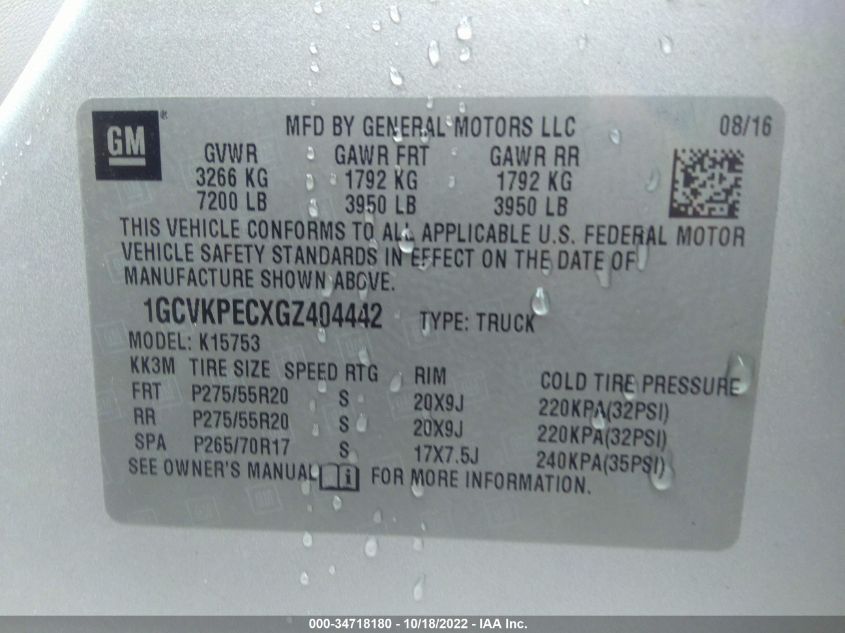 GM
MFD BY GENERAL MOTORS LLC 08/16
GVWR GAWR FRT GAWR RR
3266 KG 1792 KG 1792 KG
7200 LB 3950 LB 3950 LB
THIS VEHICLE CONFORMS TO ALL APPLICABLE U.S. FEDERAL MOTOR
VEHICLE SAFETY STANDARDS IN EFFECT ON THE DATE OF
MANUFACTURE SHOWN ABOVE.
1GCVKPECXGZ404442 TYPE: TRUCK
MODEL: K15753
KK3M TIRE SIZE SPEED RTG RIM COLD TIRE PRESSURE
FRT P275/55R20 S 20X9J 220KPA(32PSI)
RR P275/55R20 S 20X9J 220KPA(32PSI)
SPA P265/70R17 S 17X7.5J 240KPA(35PSI)
SEE OWNER'S MANUAL FOR MORE INFORMATION.
000-34718180 - 10/18/2022 - IAA Inc.